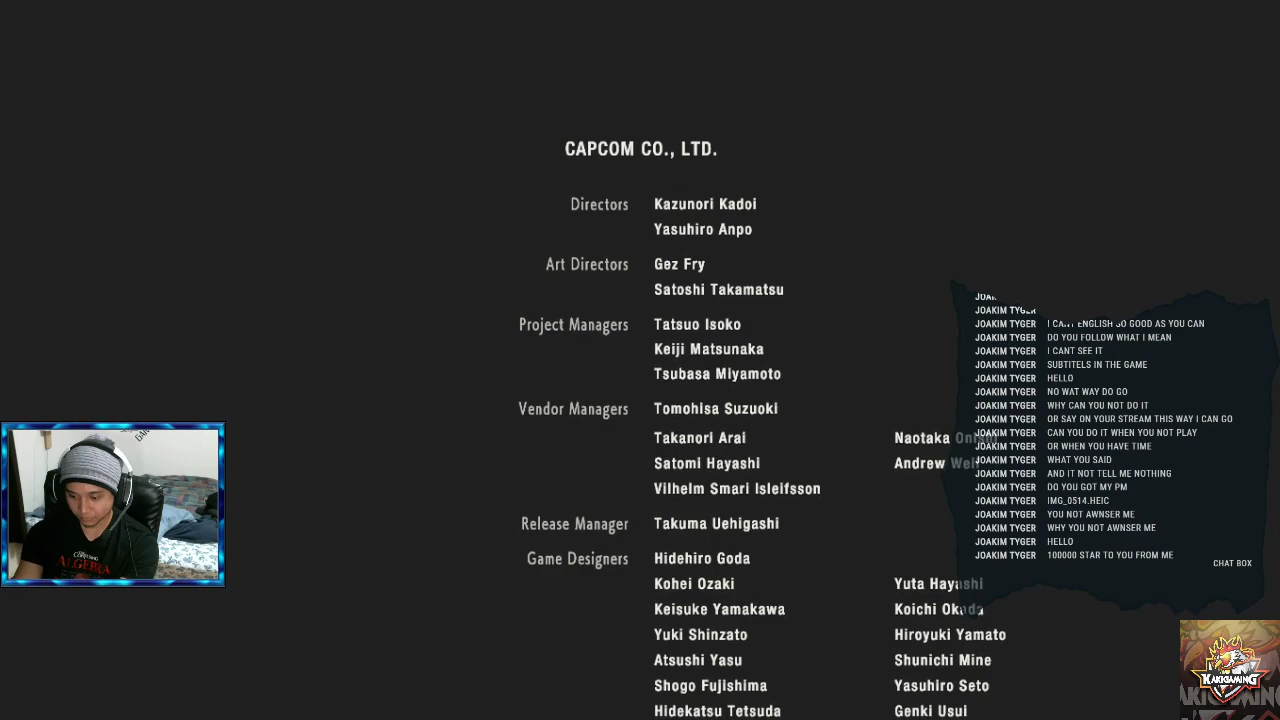 CAPCOM CO., LTD.
Directors Kazunori Kadoi
Yasuhiro Anpo
Art Directors Gez Fry
Satoshi Takamatsu
Project Managers Tatsuo Isoko
Keiji Matsunaka
Tsubasa Miyamoto
Vendor Managers Tomohisa Suzuoki
Takanori Arai Naotaka
Satomi Hayashi Andrew
Vilhelm Smari Isleifsson
Release Manager Takuma Uehigashi
Game Designers Hidehiro Goda
Kohei Ozaki Yuta Hayashi
Keisuke Yamakawa Koichi Okada
Yuki Shinzato Hiroyuki Yamato
Atsushi Yasu Shunichi Mine
Shogo Fujishima Yasuhiro Seto
Hidekatsu Tetsuda Genki Usui
JOAKIM TYGER
JOAKIM TYGER I CANT ENGLISH SO GOOD AS YOU CAN
JOAKIM TYGER DO YOU FOLLOW WHAT I MEAN
JOAKIM TYGER I CANT SEE IT
JOAKIM TYGER SUBTITELS IN THE GAME
JOAKIM TYGER HELLO
JOAKIM TYGER NO WAT WAY DO GO
JOAKIM TYGER WHY CAN YOU NOT DO IT
JOAKIM TYGER OR SAY ON YOUR STREAM THIS WAY I CAN GO
JOAKIM TYGER CAN YOU DO IT WHEN YOU NOT PLAY
JOAKIM TYGER OR WHEN YOU HAVE TIME
JOAKIM TYGER WHAT YOU SAID
JOAKIM TYGER AND IT NOT TELL ME NOTHING
JOAKIM TYGER DO YOU GOT MY PM
JOAKIM TYGER IMG_0514.HEIC
JOAKIM TYGER YOU NOT AWNSER ME
JOAKIM TYGER WHY YOU NOT AWNSER ME
JOAKIM TYGER HELLO
JOAKIM TYGER 100000 STAR TO YOU FROM ME
CHAT BOX
ALGEBRA
KAKIGAMING